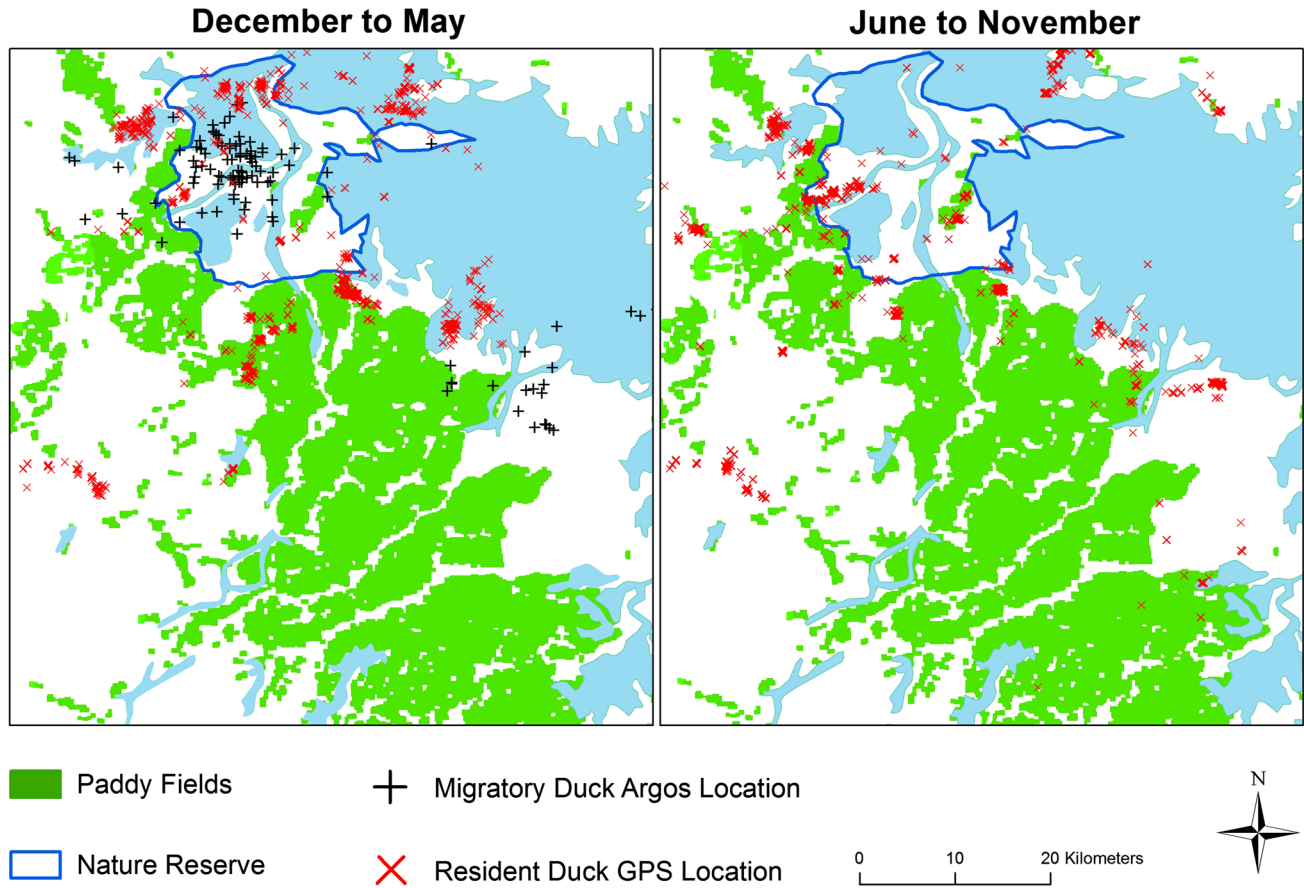 December to May
June to November
Paddy Fields
Migratory Duck Argos Location
Nature Reserve
Resident Duck GPS Location
N
0 10 20 Kilometers